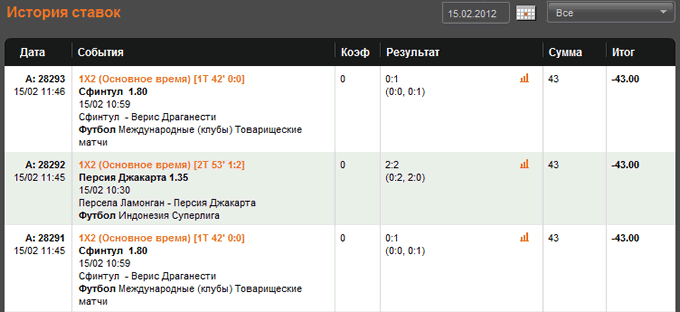 История ставок
15.02.2012
Все
Дата События Коэф Результат Сумма Итог
А: 28293 1X2 (Основное время) [1T 42' 0:0] 0 0:1 43 -43.00
15/02 11:46 Сфинтул 1.80 (0:0, 0:1)
15/02 10:59
Сфинтул - Верис Драганести
Футбол Международные (клубы) Товарищеские
матчи
А: 28292 1X2 (Основное время) [2T 53' 1:2] 0 2:2 43 -43.00
15/02 11:45 Персия Джакарта 1.35 (0:2, 2:0)
15/02 10:30
Персела Ламонган - Персия Джакарта
Футбол Индонезия Суперлига
А: 28291 1X2 (Основное время) [1T 42' 0:0] 0 0:1 43 -43.00
15/02 11:45 Сфинтул 1.80 (0:0, 0:1)
15/02 10:59
Сфинтул - Верис Драганести
Футбол Международные (клубы) Товарищеские
матчи